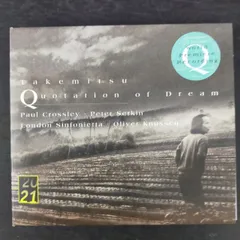 Takemitsu
Quotation of Dream
Paul Crossley · Peter Serkin
London Sinfonietta / Oliver Knussen
20
21